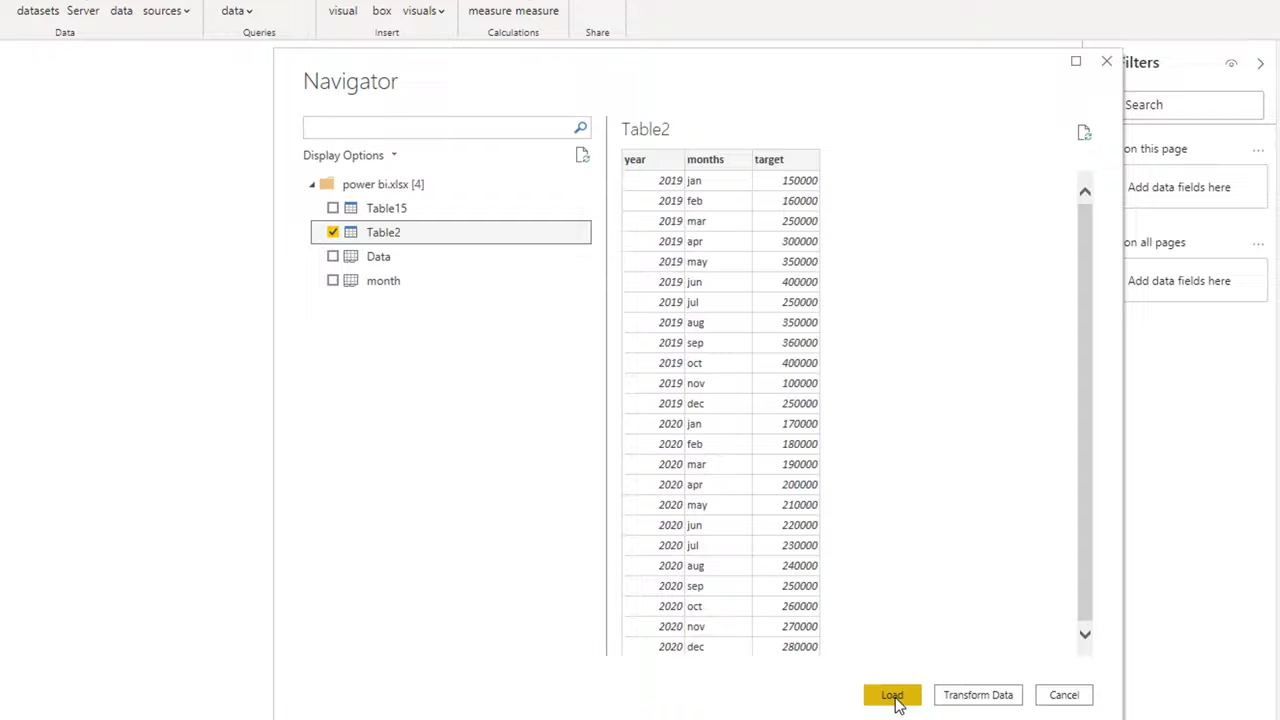 datasets Server data sources data visual box visuals measure measure
Data Queries Insert Calculations Share
Navigator
Filters
Search
Display Options
power bi.xlsx [4]
Table15
Table2
Data
month
Table2
year months target
2019 jan 150000
2019 feb 160000
2019 mar 250000
2019 apr 300000
2019 may 350000
2019 jun 400000
2019 jul 250000
2019 aug 350000
2019 sep 360000
2019 oct 400000
2019 nov 100000
2019 dec 250000
2020 jan 170000
2020 feb 180000
2020 mar 190000
2020 apr 200000
2020 may 210000
2020 jun 220000
2020 jul 230000
2020 aug 240000
2020 sep 250000
2020 oct 260000
2020 nov 270000
2020 dec 280000
on this page ...
Add data fields here
on all pages ...
Add data fields here
Load Transform Data Cancel